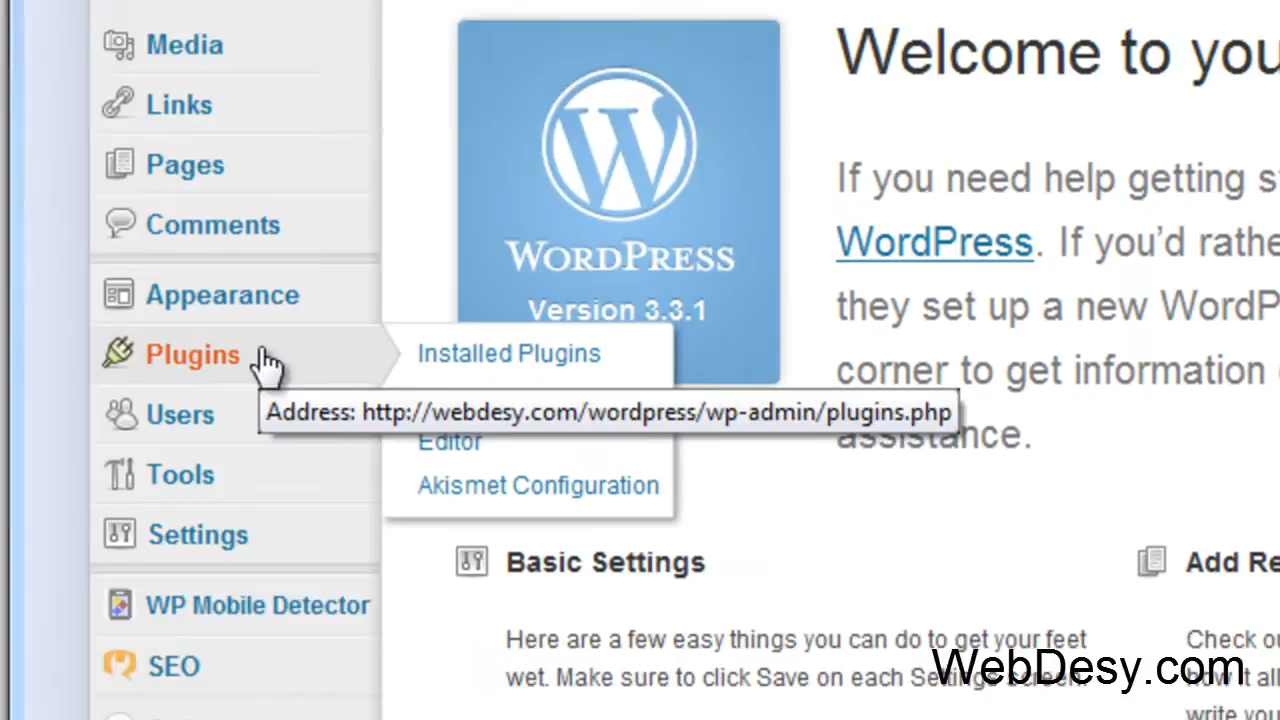 Media
Links
Pages
Comments
Appearance
Plugins
Users
Tools
Settings
WP Mobile Detector
SEO
WORDPRESS
Version 3.3.1
Installed Plugins
Address: http://webdesy.com/wordpress/wp-admin/plugins.php
Editor
Akismet Configuration
Welcome to you
If you need help getting s
WordPress. If you'd rathe
they set up a new WordP
corner to get information
assistance.
Basic Settings
Here are a few easy things you can do to get your feet
wet. Make sure to click Save on each Settings screen.
Add Re
Check ou
how it all
write you
WebDesy.com